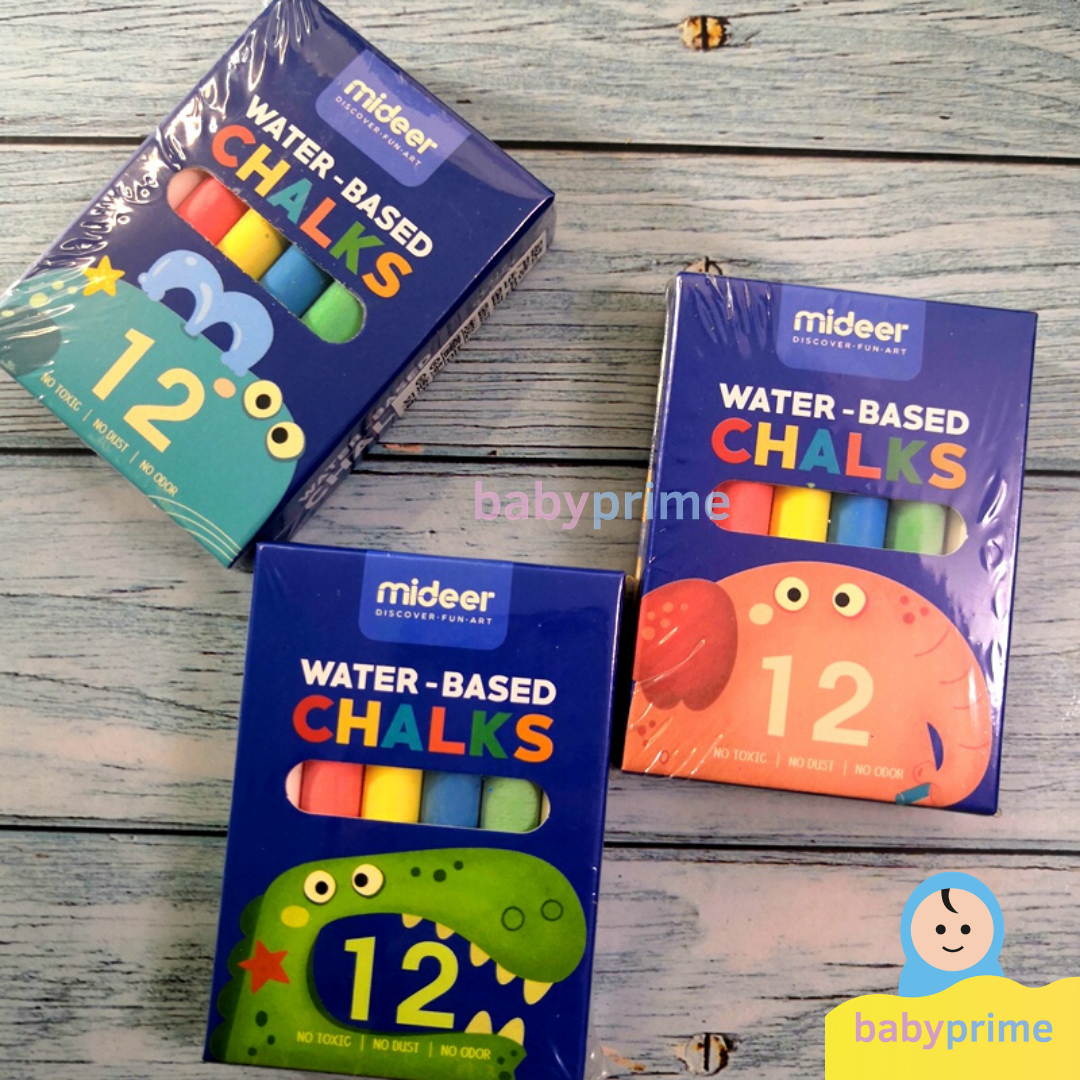 mideer
DISCOVER·FUN·ART
WATER-BASED
CHALKS
12
NO TOXIC | NO DUST | NO ODOR
mideer
DISCOVER·FUN·ART
WATER-BASED
CHALKS
12
NO TOXIC | NO DUST | NO ODOR
babyprime
mideer
DISCOVER·FUN·ART
WATER-BASED
CHALKS
12
NO TOXIC | NO DUST | NO ODOR
babyprime